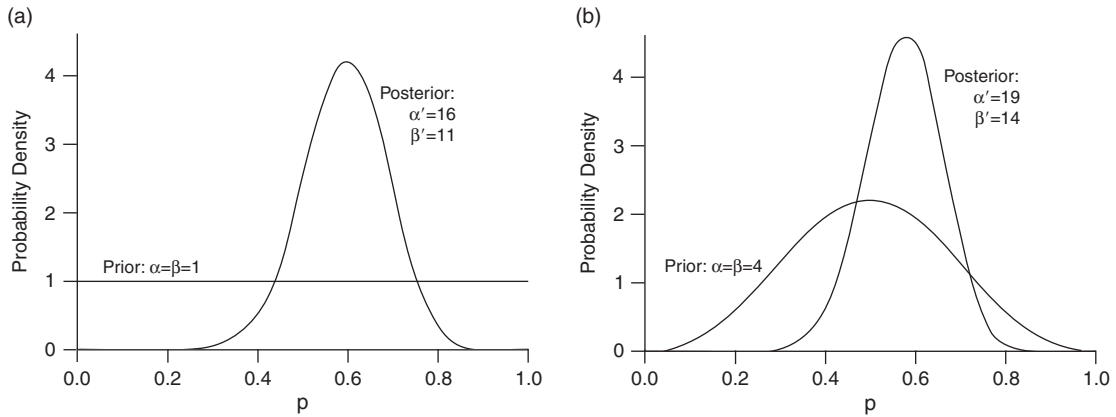 (a)
Probability Density
4
3
2
1
0
Posterior:
α′=16
β′=11
Prior: α=β=1
0.0 0.2 0.4 0.6 0.8 1.0
p
(b)
Probability Density
4
3
2
1
0
Posterior:
α′=19
β′=14
Prior: α=β=4
0.0 0.2 0.4 0.6 0.8 1.0
p